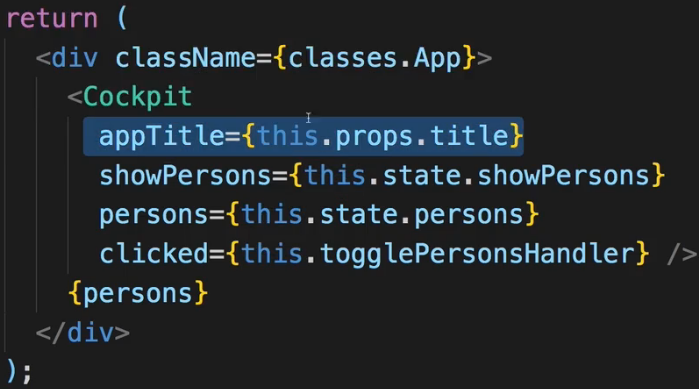 return (
<div className={classes.App}>
<Cockpit
appTitle={this.props.title}
showPersons={this.state.showPersons}
persons={this.state.persons}
clicked={this.togglePersonsHandler} />
{persons}
</div>
);